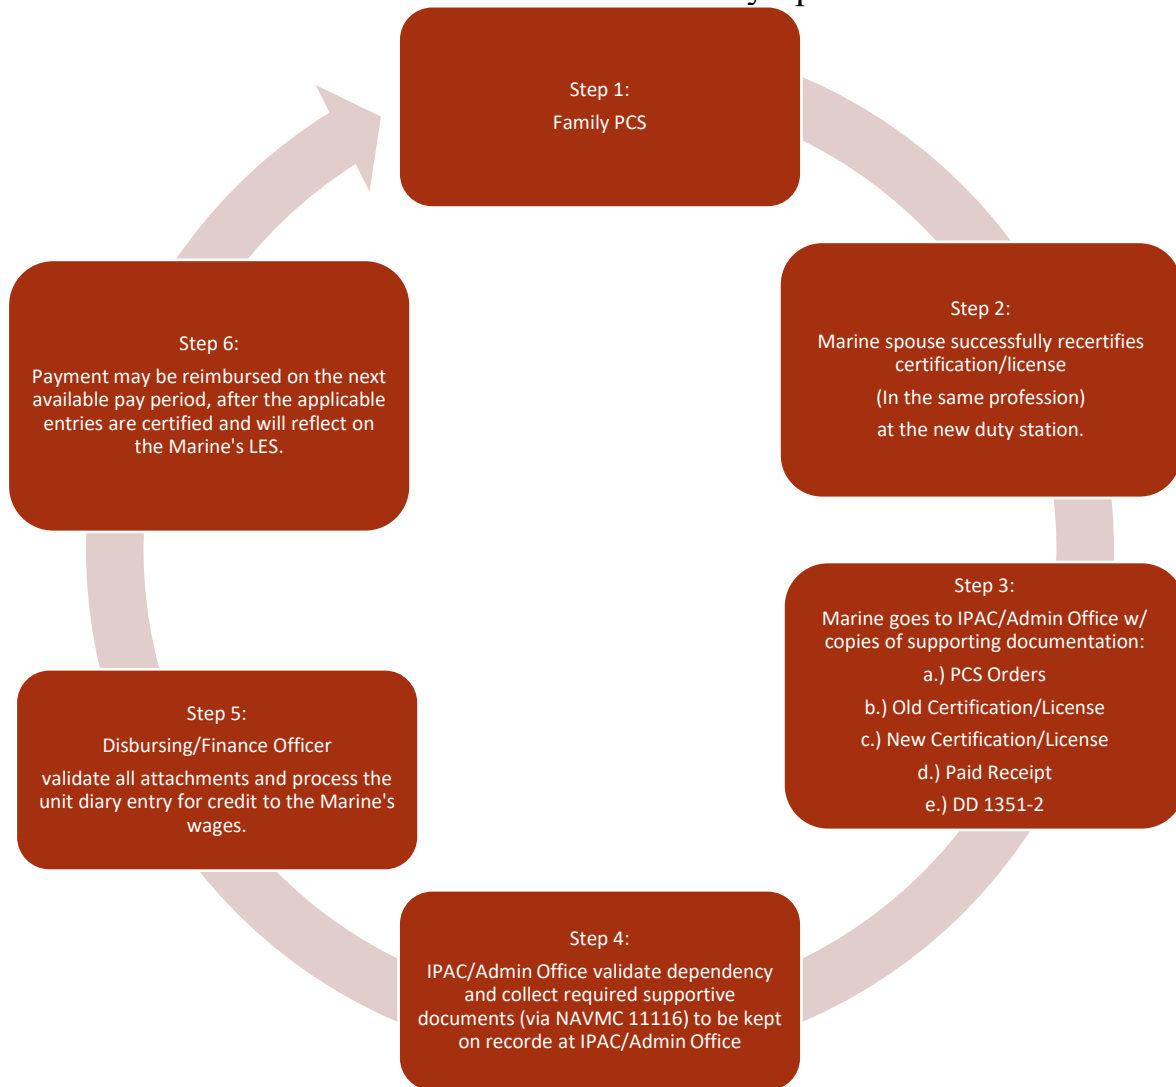 Step 1:
Family PCS
Step 2:
Marine spouse successfully recertifies
certification/license
(In the same profession)
at the new duty station.
Step 3:
Marine goes to IPAC/Admin Office w/
copies of supporting documentation:
a.) PCS Orders
b.) Old Certification/License
c.) New Certification/License
d.) Paid Receipt
e.) DD 1351-2
Step 4:
IPAC/Admin Office validate dependency
and collect required supportive
documents (via NAVMC 11116) to be kept
on recorde at IPAC/Admin Office
Step 5:
Disbursing/Finance Officer
validate all attachments and process the
unit diary entry for credit to the Marine's
wages.
Step 6:
Payment may be reimbursed on the next
available pay period, after the applicable
entries are certified and will reflect on
the Marine's LES.